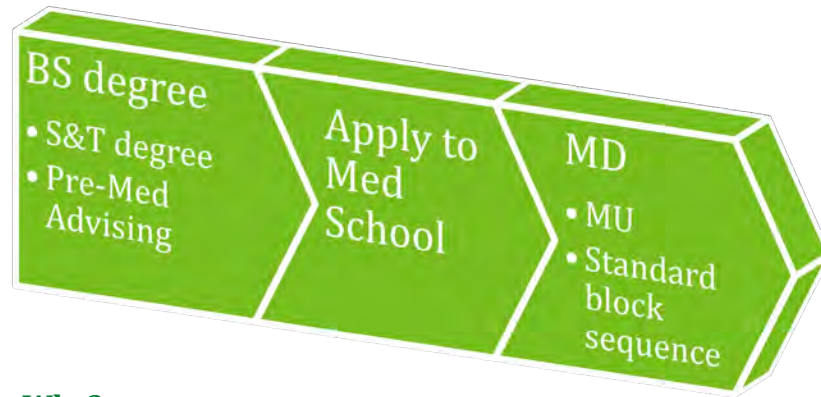 BS degree
• S&T degree
• Pre-Med
Advising
Apply to
Med
School
MD
• MU
• Standard
block
sequence